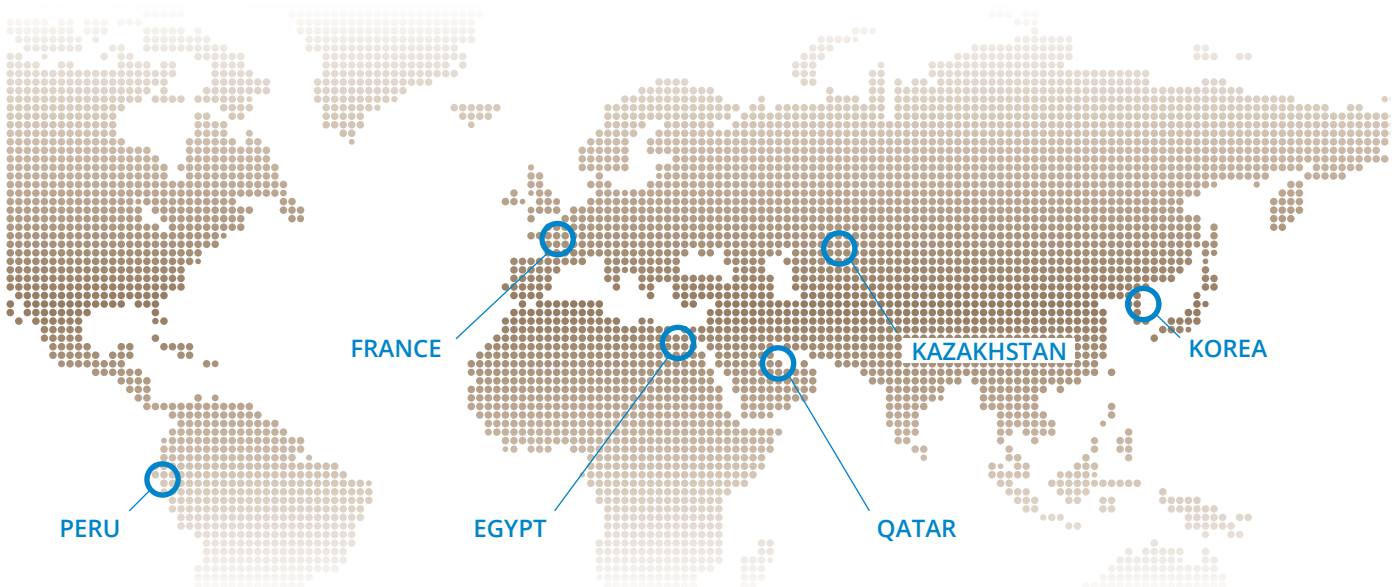 FRANCE
KAZAKHSTAN
KOREA
PERU
EGYPT
QATAR